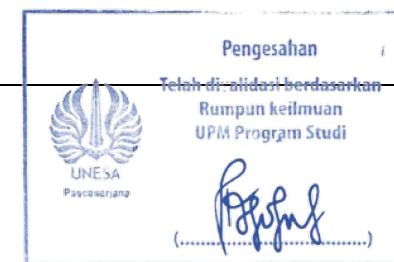 Pengesahan
Telah divalidasi berdasarkan
Rumpun keilmuan
UPM Program Studi
UNESA
Pascasarjana
(....................................)